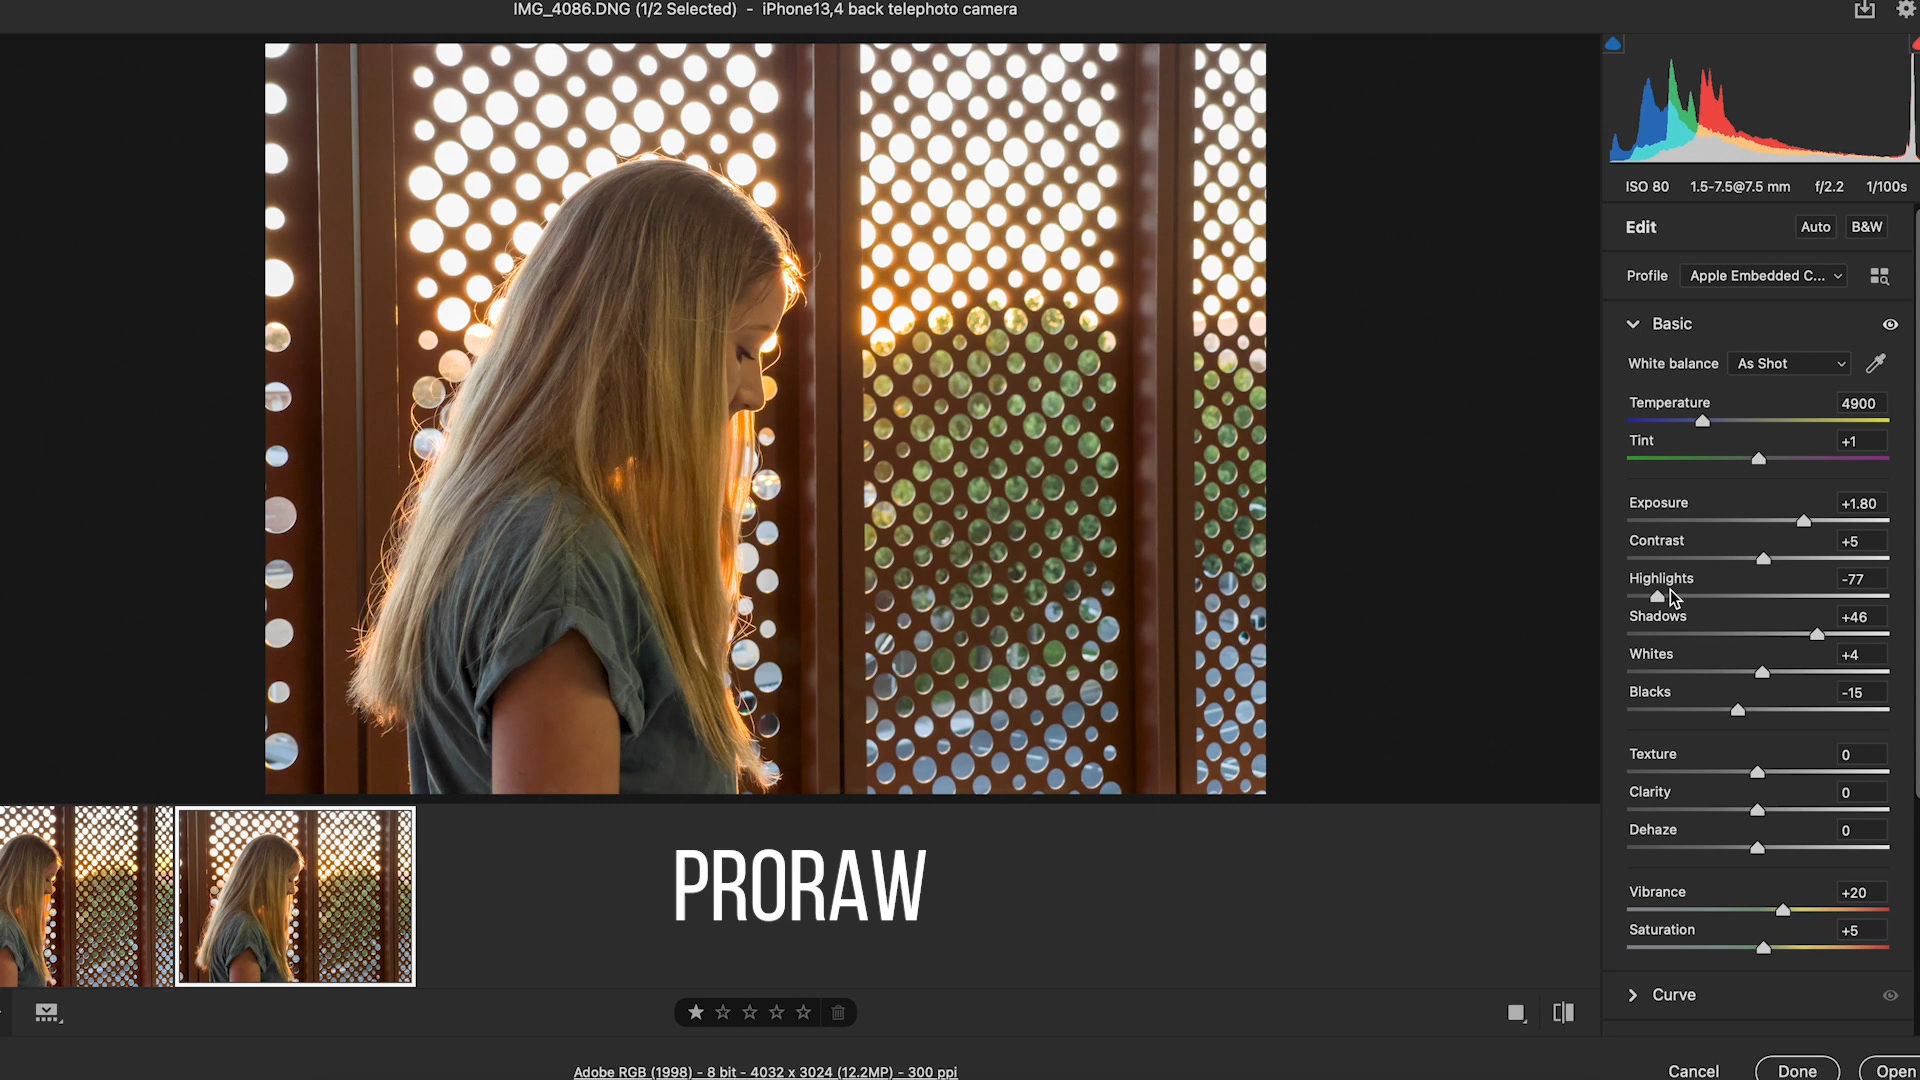 IMG_4086.DNG (1/2 Selected) - iPhone13,4 back telephoto camera
ISO 80 1.5-7.5@7.5 mm f/2.2 1/100s
Edit Auto B&W
Profile Apple Embedded C...
Basic
White balance As Shot
Temperature 4900
Tint +1
Exposure +1.80
Contrast +5
Highlights -77
Shadows +46
Whites +4
Blacks -15
Texture 0
Clarity 0
Dehaze 0
Vibrance +20
Saturation +5
Curve
PRORAW
Adobe RGB (1998) - 8 bit - 4032 x 3024 (12.2MP) - 300 ppi
Cancel Done Open